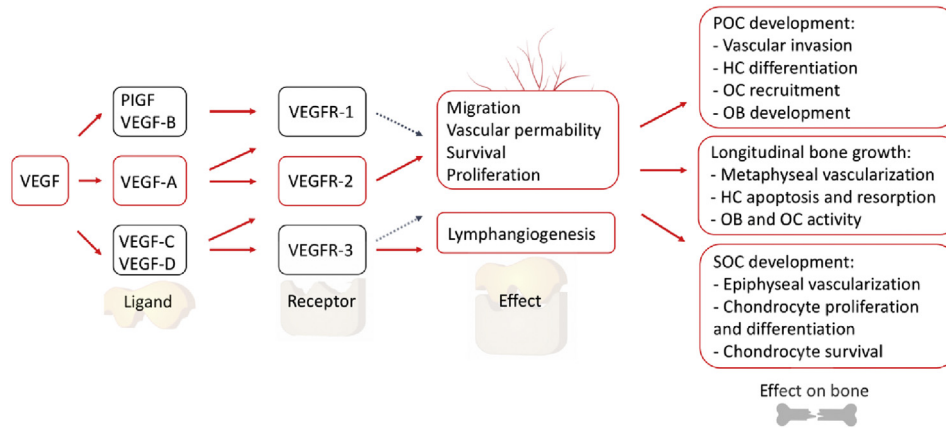 VEGF
PIGF
VEGF-B
VEGF-A
VEGF-C
VEGF-D
Ligand
VEGFR-1
VEGFR-2
VEGFR-3
Receptor
Migration
Vascular permability
Survival
Proliferation
Lymphangiogenesis
Effect
POC development:
- Vascular invasion
- HC differentiation
- OC recruitment
- OB development
Longitudinal bone growth:
- Metaphyseal vascularization
- HC apoptosis and resorption
- OB and OC activity
SOC development:
- Epiphyseal vascularization
- Chondrocyte proliferation
and differentiation
- Chondrocyte survival
Effect on bone